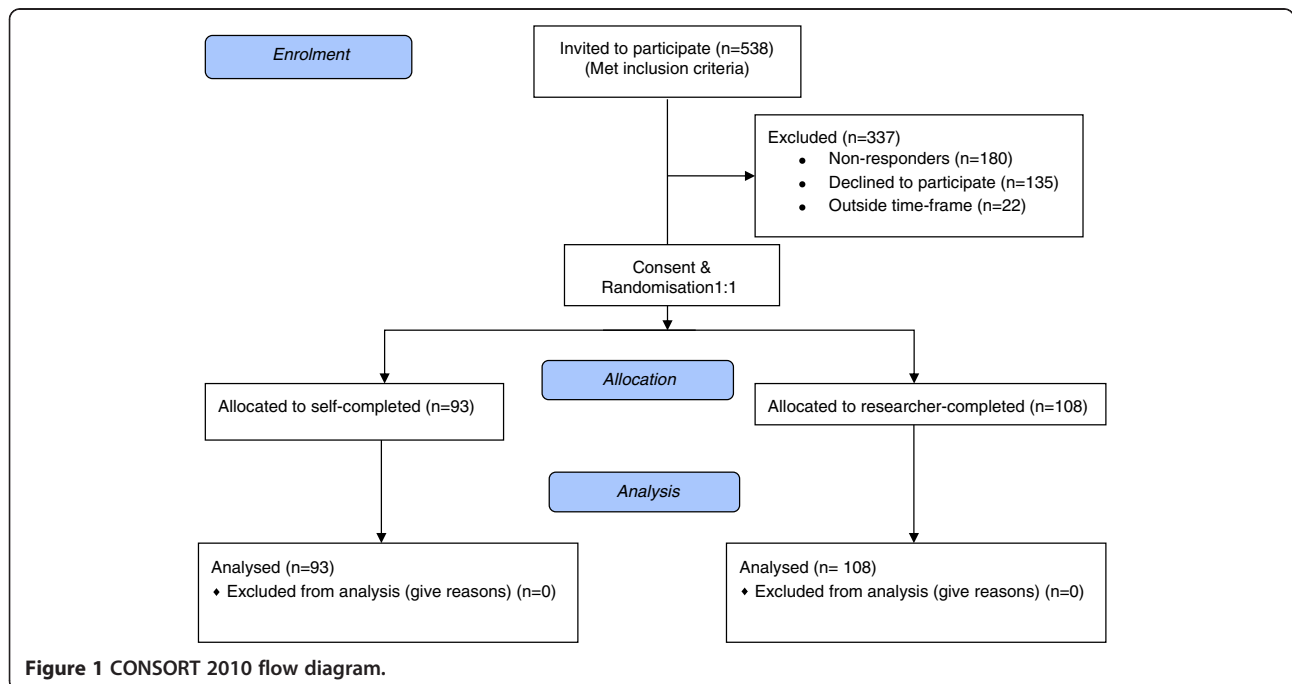 Enrolment
Invited to participate (n=538)
(Met inclusion criteria)
Excluded (n=337)
• Non-responders (n=180)
• Declined to participate (n=135)
• Outside time-frame (n=22)
Consent &
Randomisation1:1
Allocation
Allocated to self-completed (n=93)
Allocated to researcher-completed (n=108)
Analysis
Analysed (n=93)
♦ Excluded from analysis (give reasons) (n=0)
Analysed (n= 108)
♦ Excluded from analysis (give reasons) (n=0)
Figure 1 CONSORT 2010 flow diagram.